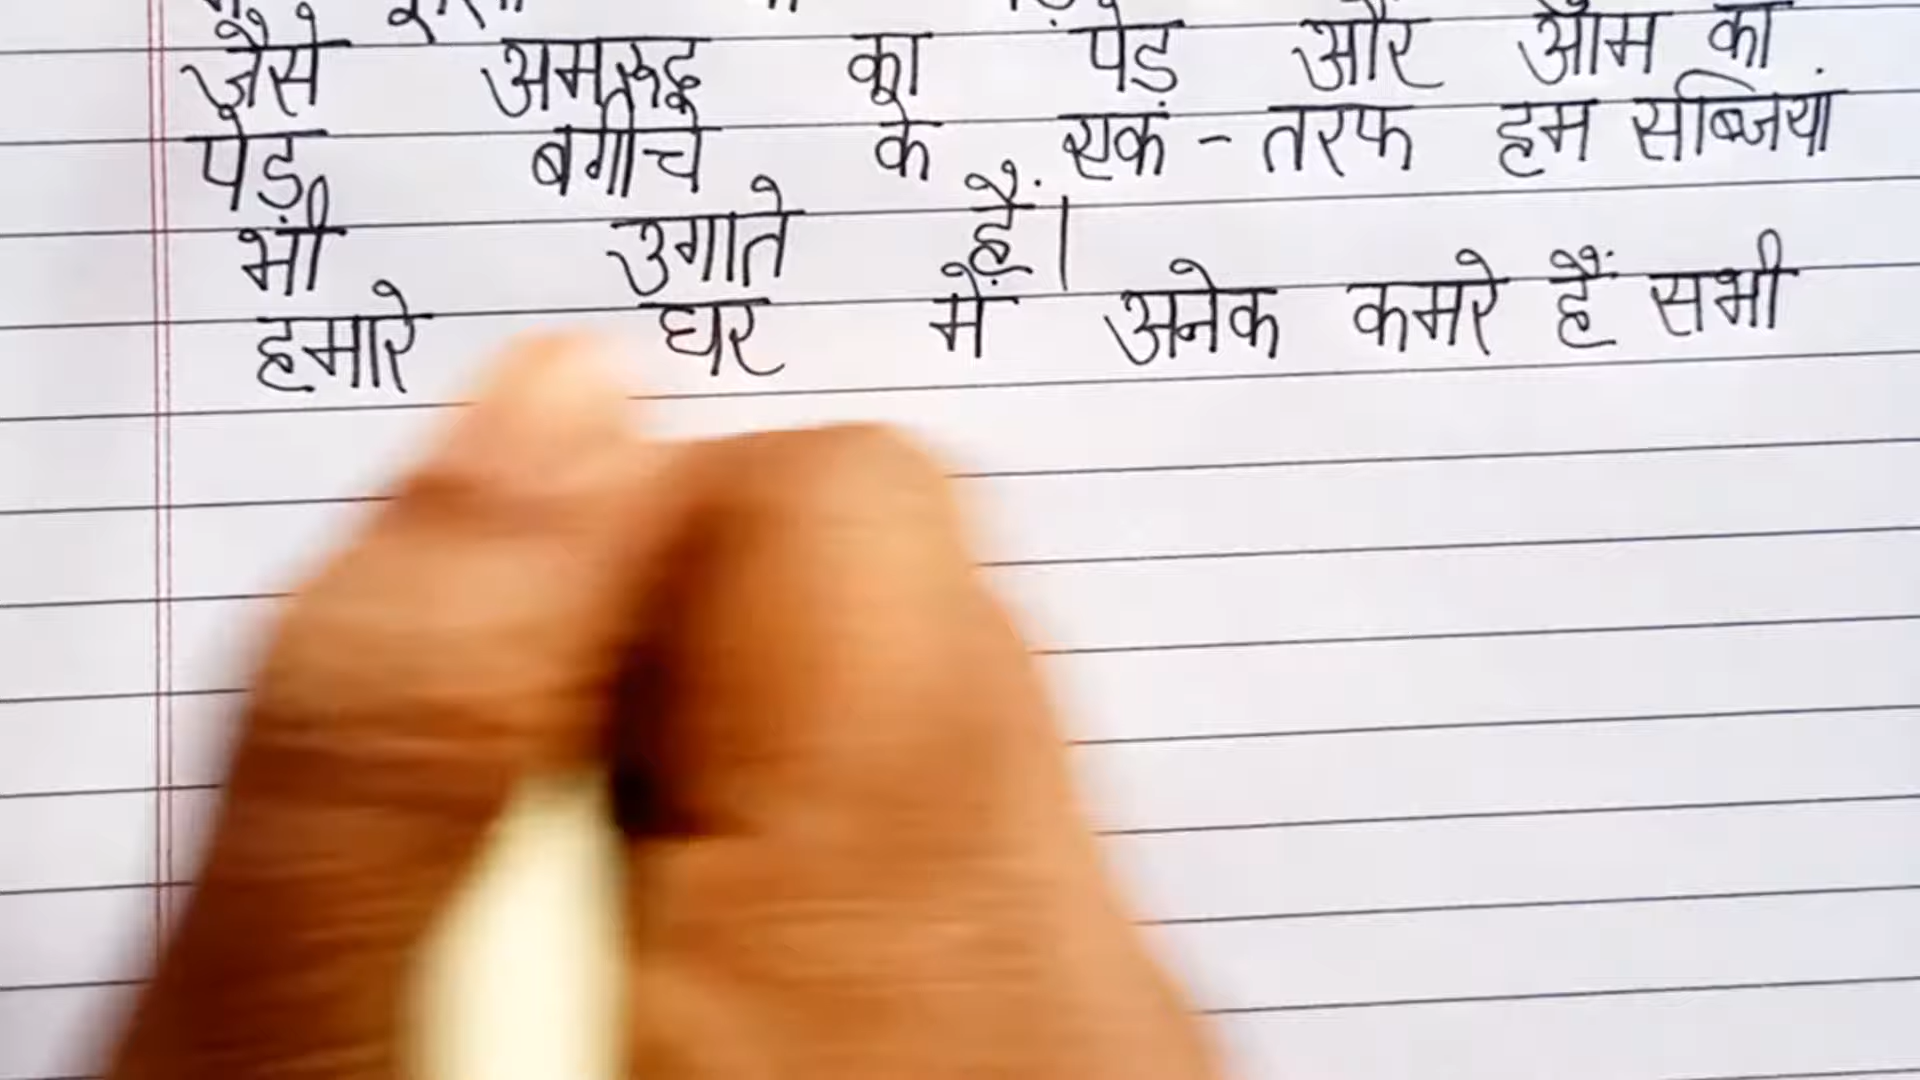 जैसे अमरूद का पेड़ और आम का
पेड़ बगीचे के एक - तरफ हम सब्जियां
भी उगाते हैं।
हमारे घर में अनेक कमरे हैं सभी